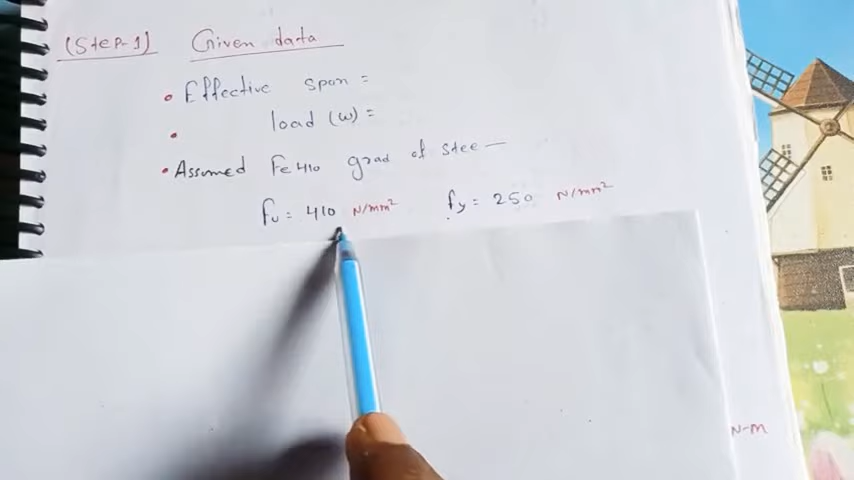 (Step-1) Given data
• Effective span =
• load (w) =
• Assumed Fe410 grad of stee —
fu = 410 N/mm² fy = 250 N/mm²
N-M